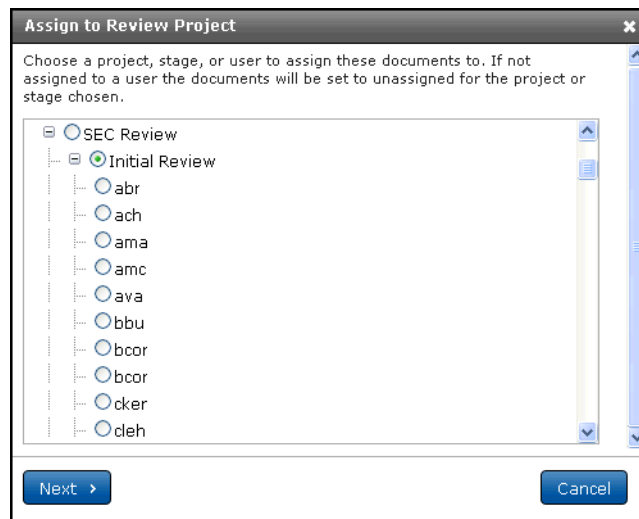 Assign to Review Project
Choose a project, stage, or user to assign these documents to. If not
assigned to a user the documents will be set to unassigned for the project or
stage chosen.
SEC Review
Initial Review
abr
ach
ama
amc
ava
bbu
bcor
bcor
cker
cleh
Next
Cancel